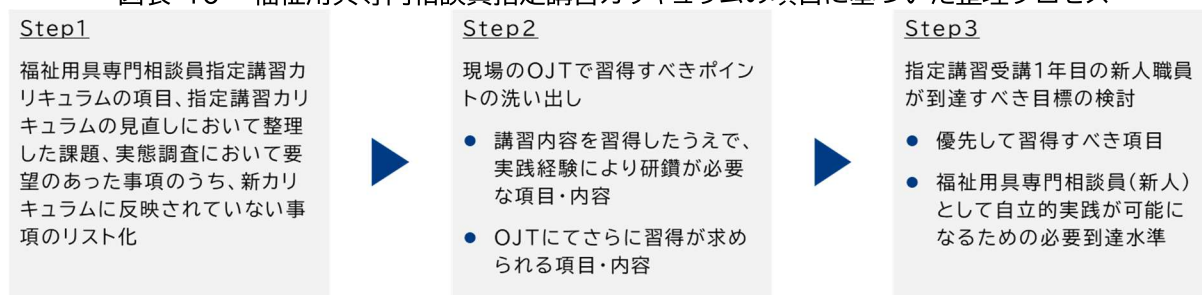 Step1
福祉用具専門相談員指定講習カ
リキュラムの項目、指定講習カリ
キュラムの見直しにおいて整理
した課題、実態調査において要
望のあった事項のうち、新カリ
キュラムに反映されていない事
項のリスト化
Step2
現場のOJTで習得すべきポイン
トの洗い出し
● 講習内容を習得したうえで、
実践経験により研鑽が必要
な項目・内容
● OJTにてさらに習得が求め
られる項目・内容
Step3
指定講習受講1年目の新人職員
が到達すべき目標の検討
● 優先して習得すべき項目
● 福祉用具専門相談員(新人)
として自立的実践が可能に
なるための必要到達水準